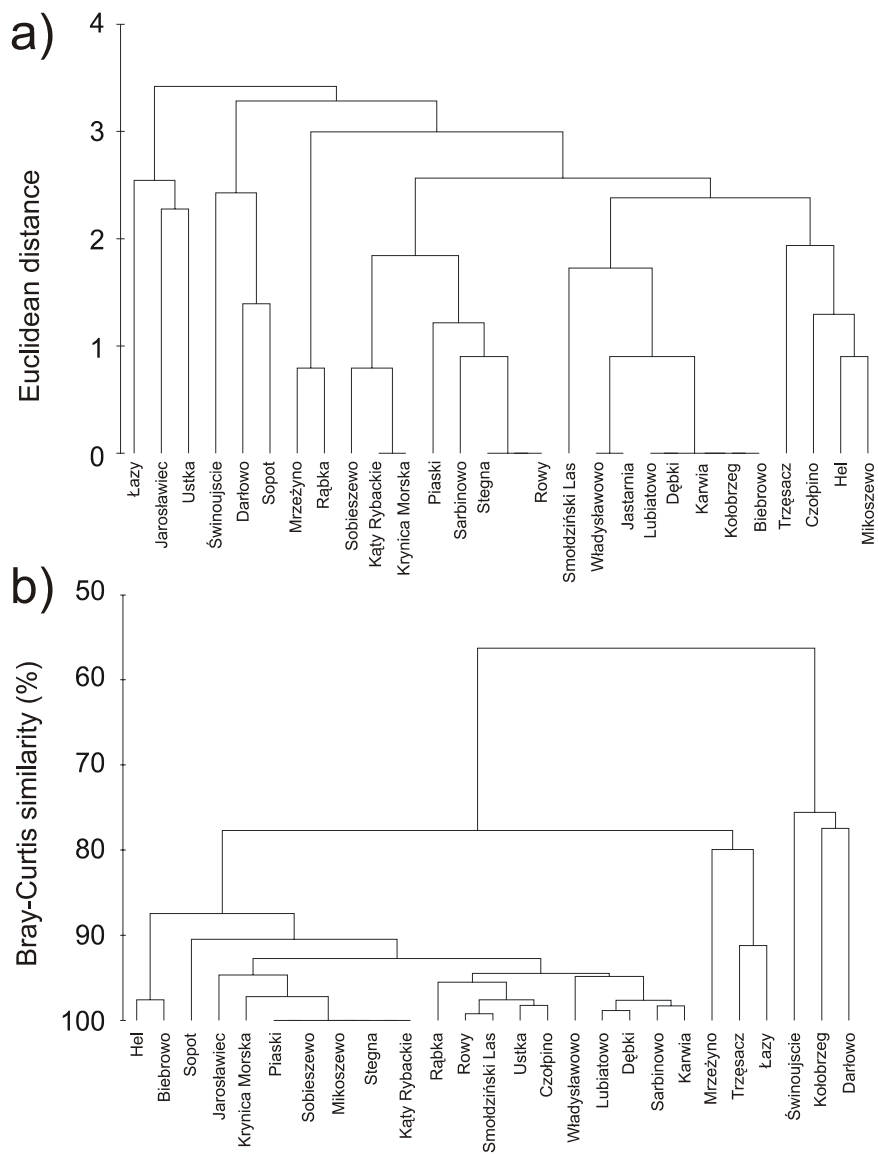 a)
Euclidean distance
4
3
2
1
0
Łazy
Jarosławiec
Ustka
Świnoujscie
Darłowo
Sopot
Mrzeżyno
Rąbka
Sobieszewo
Kąty Rybackie
Krynica Morska
Piaski
Sarbinowo
Stegna
Rowy
Smołdziński Las
Władysławowo
Jastarnia
Lubiatowo
Dębki
Karwia
Kołobrzeg
Biebrowo
Trzęsacz
Czołpino
Hel
Mikoszewo
b)
Bray-Curtis similarity (%)
50
60
70
80
90
100
Hel
Biebrowo
Sopot
Jarosławiec
Krynica Morska
Piaski
Sobieszewo
Mikoszewo
Stegna
Kąty Rybackie
Rąbka
Rowy
Smołdziński Las
Ustka
Czołpino
Władysławowo
Lubiatowo
Dębki
Sarbinowo
Karwia
Mrzeżyno
Trzęsacz
Łazy
Świnoujscie
Kołobrzeg
Darłowo